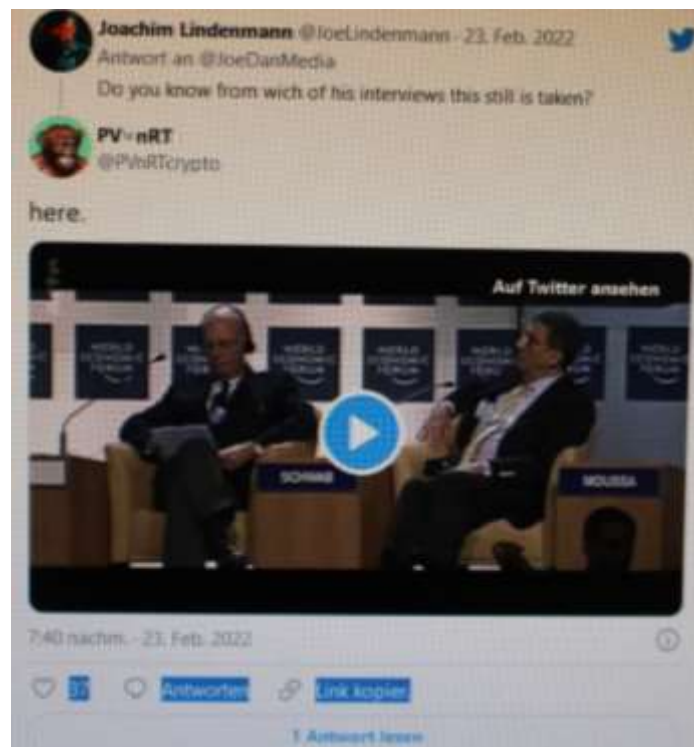 Joachim Lindenmann @JoeLindenmann · 23. Feb. 2022
Antwort an @JoeDanMedia
Do you know from wich of his interviews this still is taken?
PV nRT
@PVnRTcrypto
here.
Auf Twitter ansehen
WORLD ECONOMIC FORUM
SCHWAB
MOUSSA
7:40 nachm. · 23. Feb. 2022
37 Antworten Link kopier
1 Antwort lesen